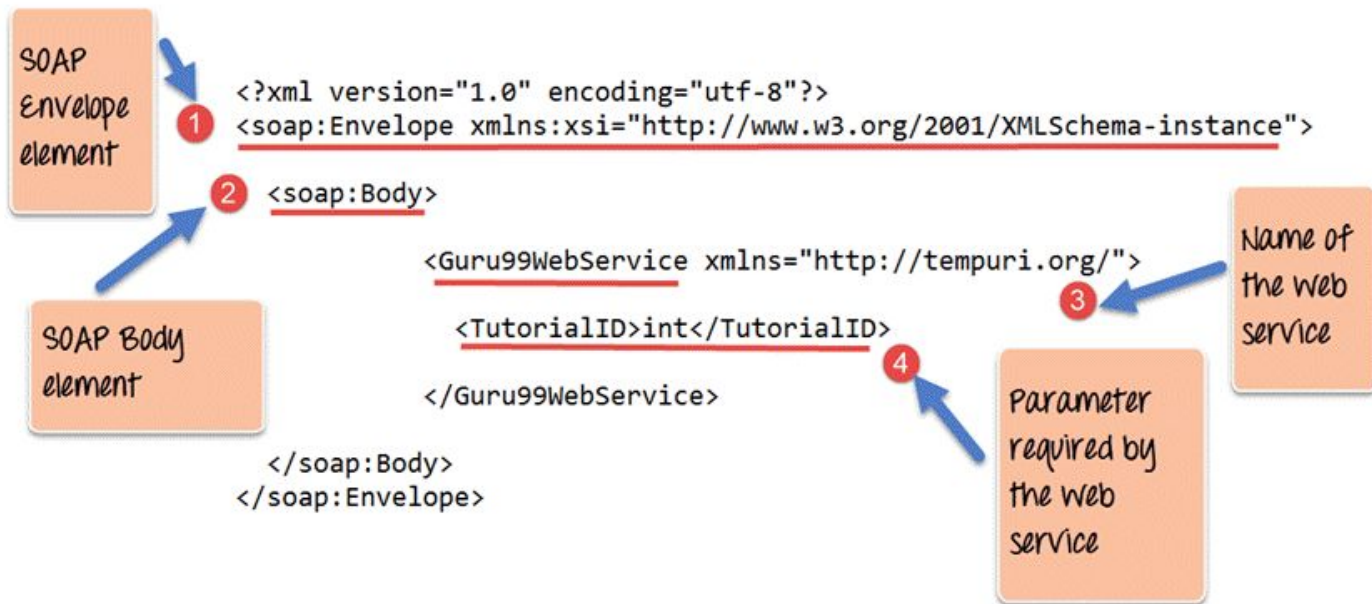 SOAP
Envelope
element
1
<?xml version="1.0" encoding="utf-8"?>
<soap:Envelope xmlns:xsi="http://www.w3.org/2001/XMLSchema-instance">
2
<soap:Body>
<Guru99WebService xmlns="http://tempuri.org/">
3
Name of
the web
service
SOAP Body
element
<TutorialID>int</TutorialID>
4
</Guru99WebService>
Parameter
required by
the web
service
</soap:Body>
</soap:Envelope>